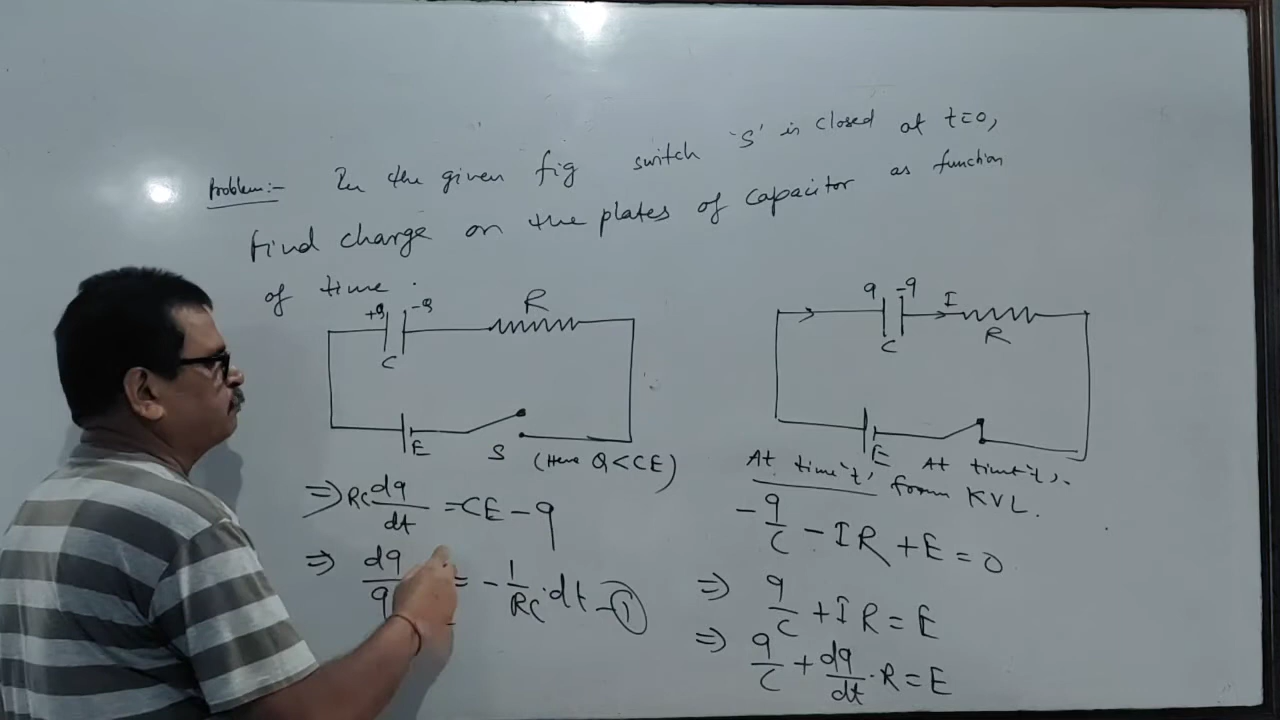 Problem:- In the given fig switch 'S' is closed at t=0,
Find charge on the plates of capacitor as function
of time.
+Q -Q R
C
E S (Here Q<CE)
⇒ RC dq/dt = CE - q
⇒ dq/q = - 1/RC · dt - ①
q -q I
C R
E
At time 't', At time 't',
from KVL.
- q/C - IR + E = 0
⇒ q/C + IR = E
⇒ q/C + dq/dt · R = E